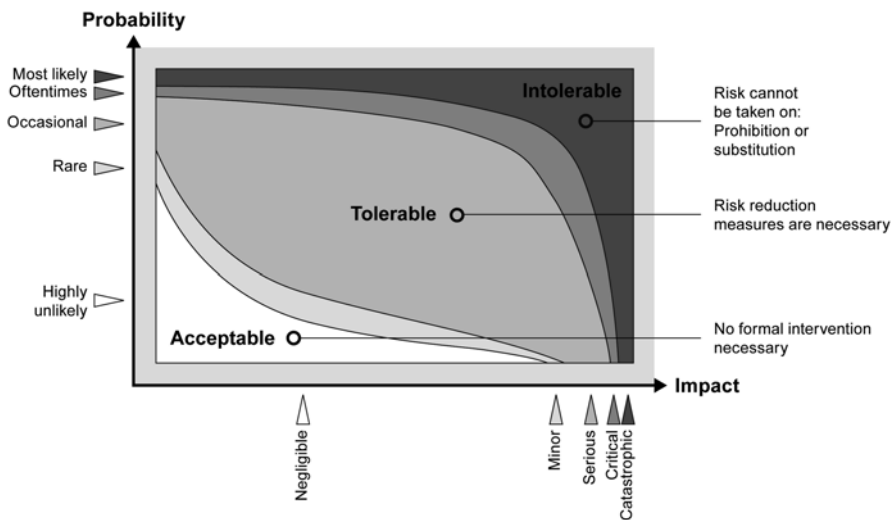 Probability
Most likely
Oftentimes
Occasional
Rare
Highly
unlikely
Intolerable
Tolerable
Acceptable
Risk cannot
be taken on:
Prohibition or
substitution
Risk reduction
measures are necessary
No formal intervention
necessary
Impact
Negligible
Minor
Serious
Critical
Catastrophic